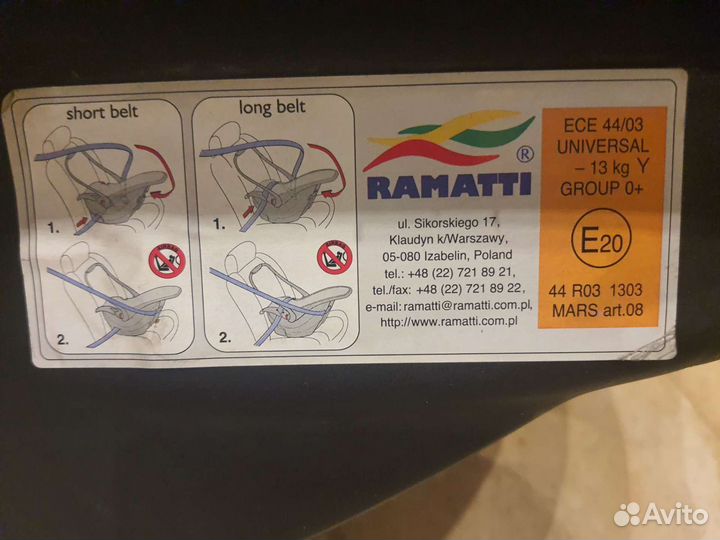 short belt
1.
2.
long belt
1.
2.
RAMATTI ®
ul. Sikorskiego 17,
Klaudyn k/Warszawy,
05-080 Izabelin, Poland
tel.: +48 (22) 721 89 21,
tel./fax: +48 (22) 721 89 22,
e-mail: ramatti@ramatti.com.pl,
http://www.ramatti.com.pl
ECE 44/03
UNIVERSAL
– 13 kg Y
GROUP 0+
E20
44 R03 1303
MARS art.08
Avito